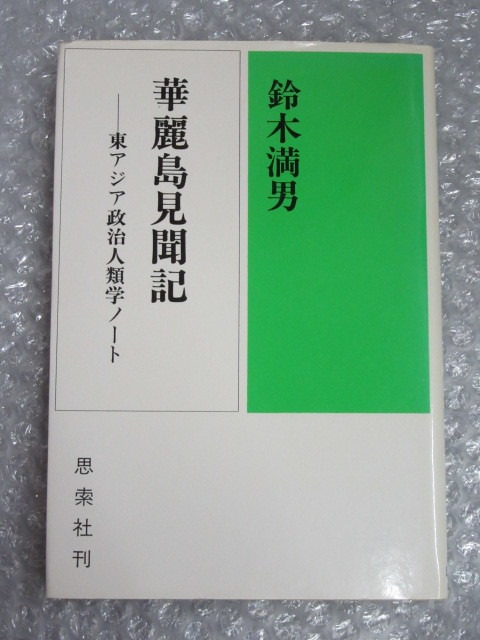 鈴木満男
華麗島見聞記
──東アジア政治人類学ノート
思索社刊